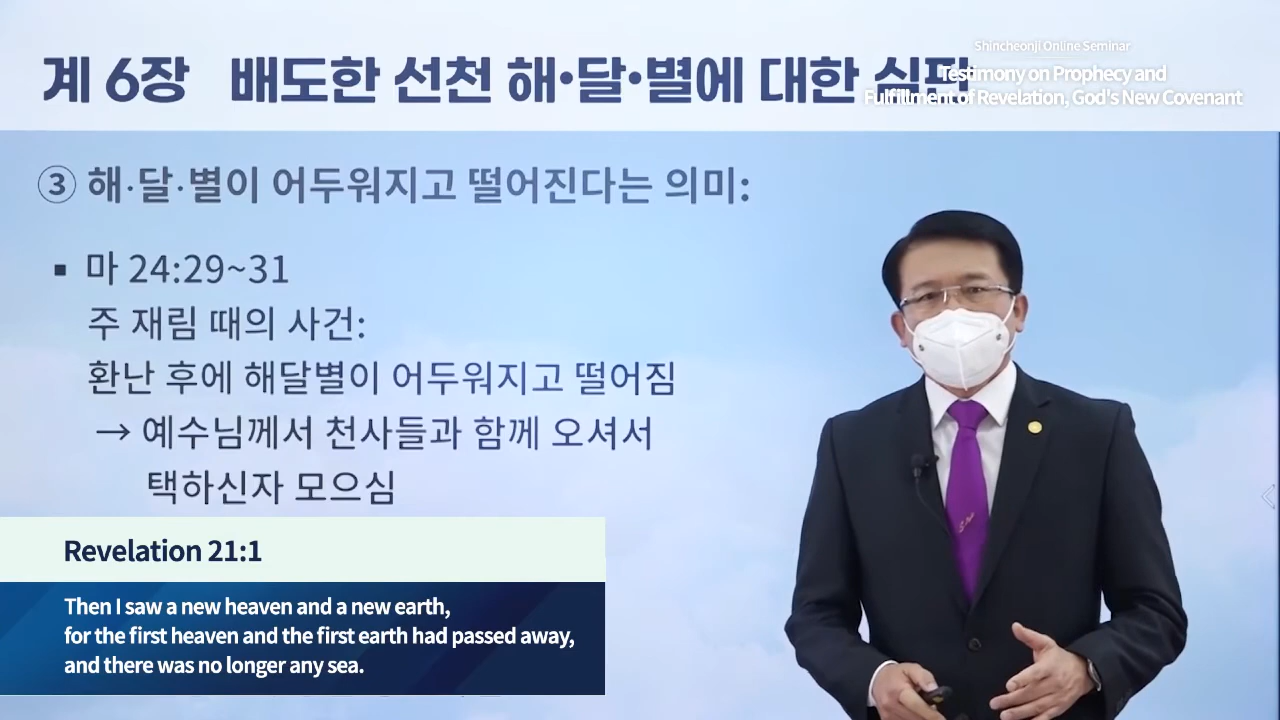 계 6장 배도한 선천 해·달·별에 대한 심판
Shincheonji Online Seminar
Testimony on Prophecy and
Fulfillment of Revelation, God's New Covenant
③ 해·달·별이 어두워지고 떨어진다는 의미:
▪ 마 24:29~31
주 재림 때의 사건:
환난 후에 해달별이 어두워지고 떨어짐
→ 예수님께서 천사들과 함께 오셔서
택하신자 모으심
Revelation 21:1
Then I saw a new heaven and a new earth,
for the first heaven and the first earth had passed away,
and there was no longer any sea.